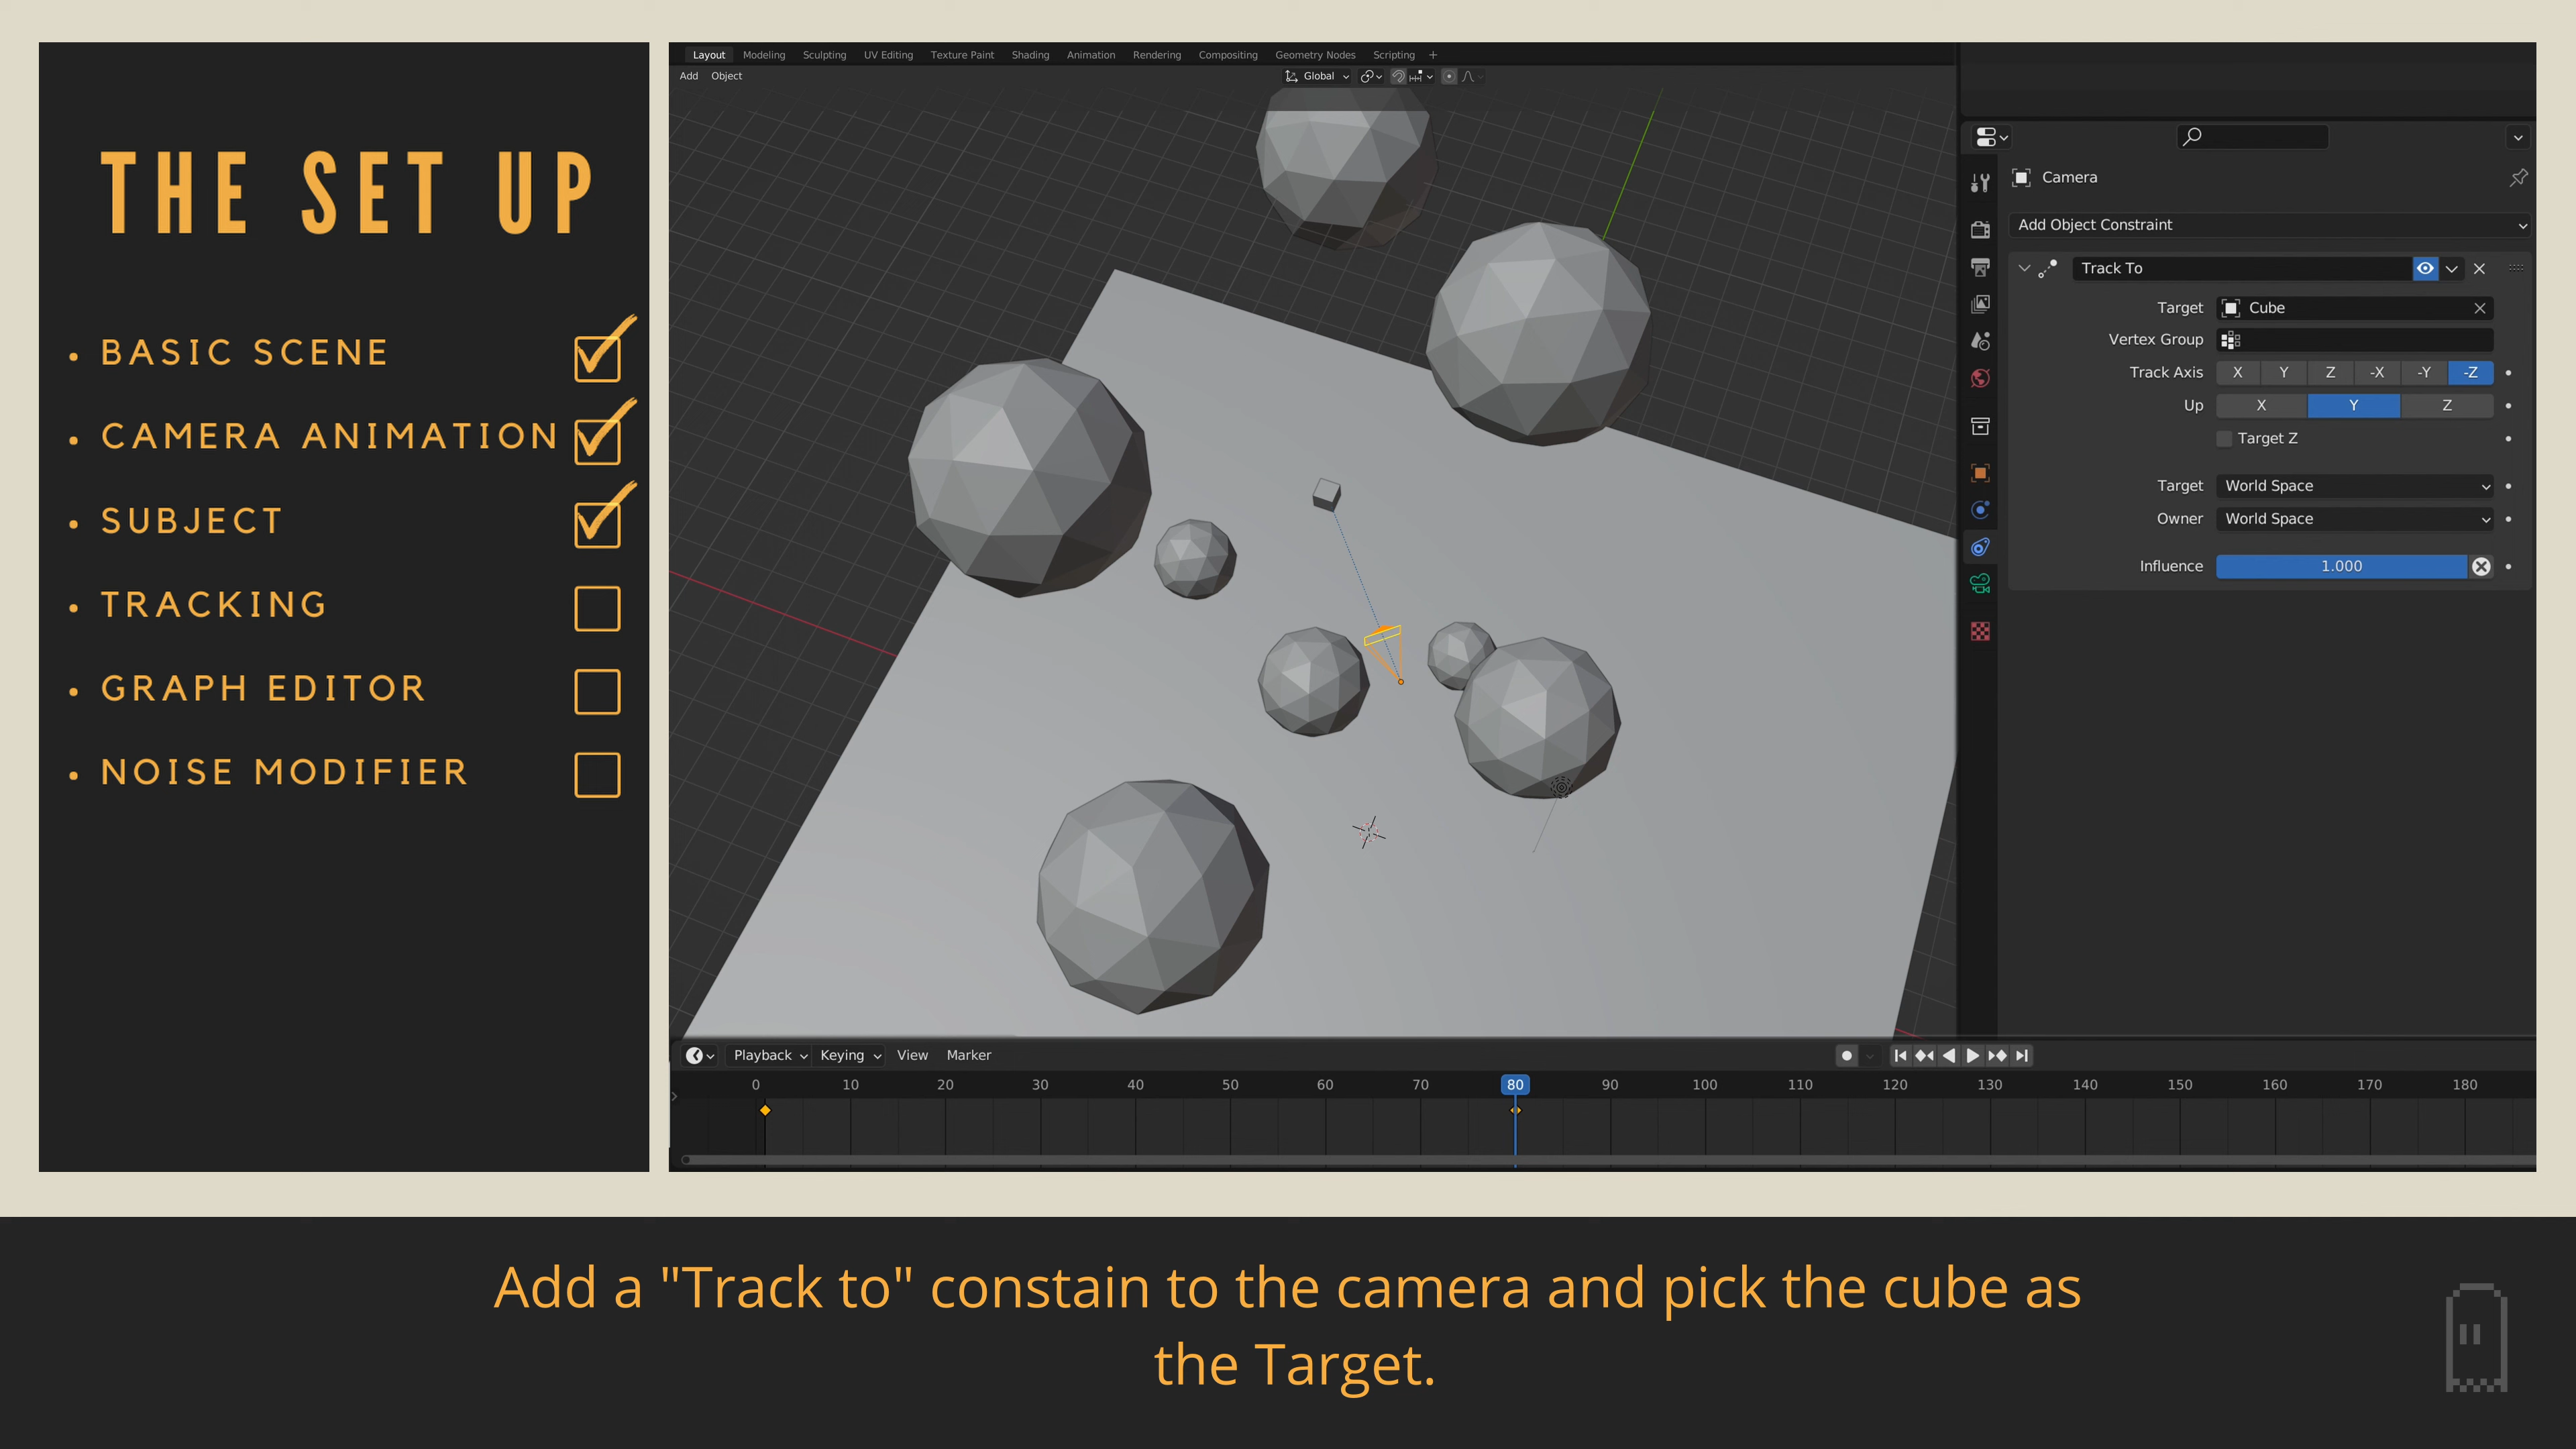 THE SET UP
• BASIC SCENE
• CAMERA ANIMATION
• SUBJECT
• TRACKING
• GRAPH EDITOR
• NOISE MODIFIER
Layout Modeling Sculpting UV Editing Texture Paint Shading Animation Rendering Compositing Geometry Nodes Scripting +
Add Object Global
Camera
Add Object Constraint
Track To
Target Cube
Vertex Group
Track Axis X Y Z -X -Y -Z
Up X Y Z
Target Z
Target World Space
Owner World Space
Influence 1.000
Playback Keying View Marker
0 10 20 30 40 50 60 70 80 90 100 110 120 130 140 150 160 170 180
Add a "Track to" constain to the camera and pick the cube as
the Target.